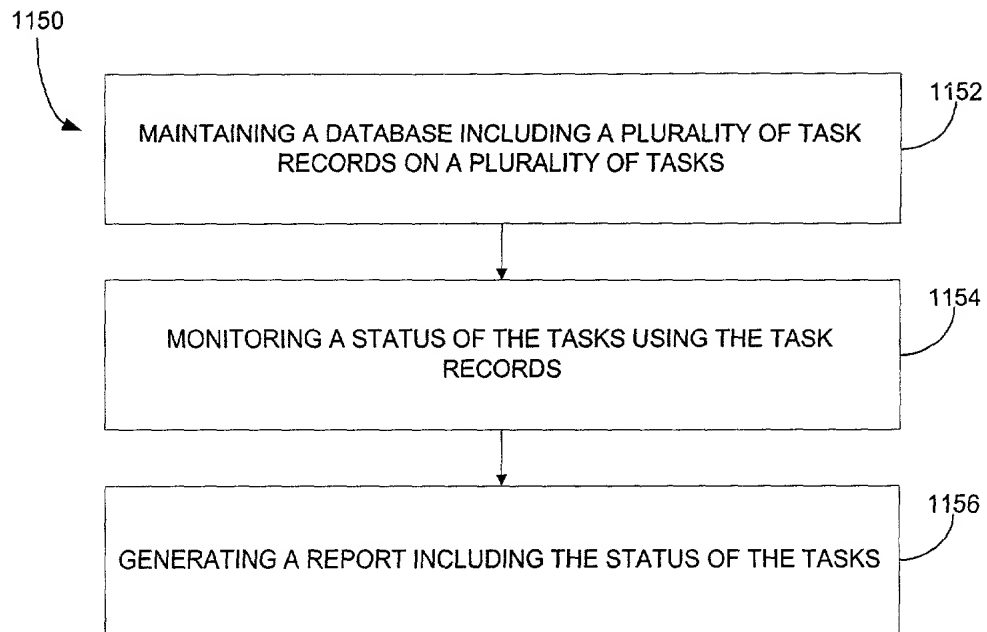 1150
1152
MAINTAINING A DATABASE INCLUDING A PLURALITY OF TASK
RECORDS ON A PLURALITY OF TASKS
1154
MONITORING A STATUS OF THE TASKS USING THE TASK
RECORDS
1156
GENERATING A REPORT INCLUDING THE STATUS OF THE TASKS